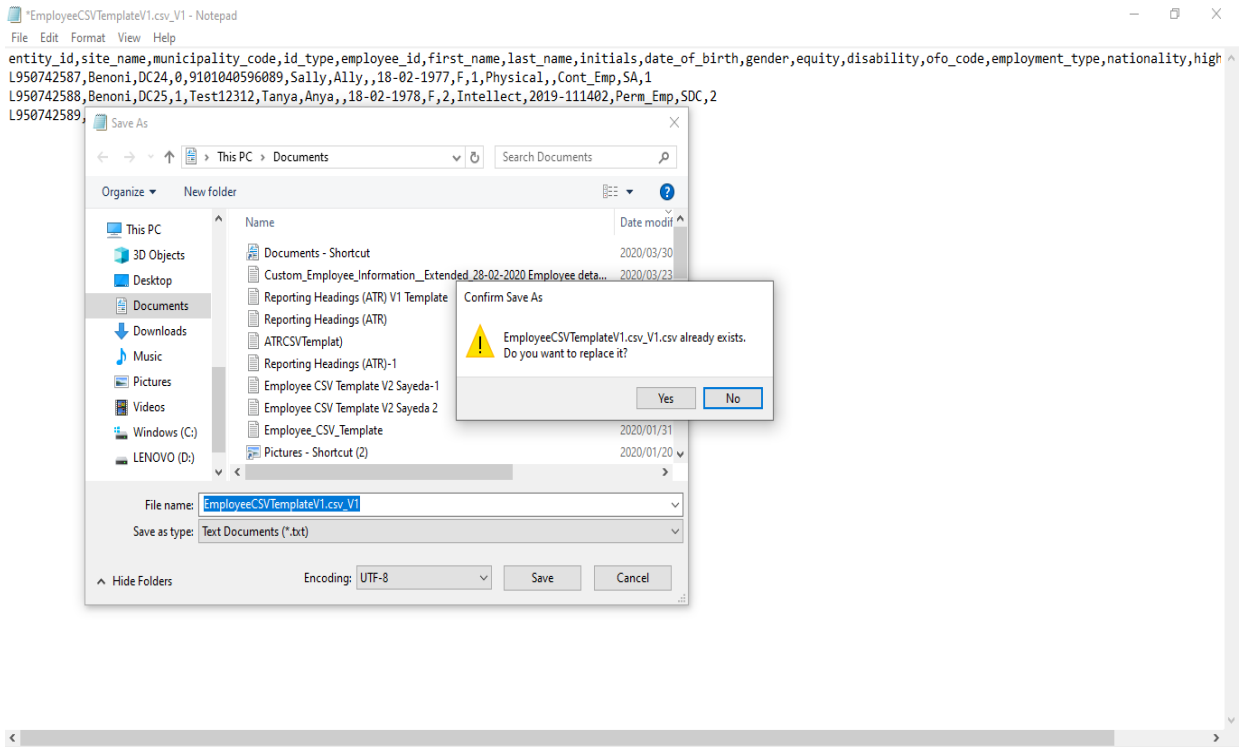 *EmployeeCSVTemplateV1.csv_V1 - Notepad
File Edit Format View Help
entity_id,site_name,municipality_code,id_type,employee_id,first_name,last_name,initials,date_of_birth,gender,equity,disability,ofo_code,employment_type,nationality,high
L950742587,Benoni,DC24,0,9101040596089,Sally,Ally,,18-02-1977,F,1,Physical,,Cont_Emp,SA,1
L950742588,Benoni,DC25,1,Test12312,Tanya,Anya,,18-02-1978,F,2,Intellect,2019-111402,Perm_Emp,SDC,2
L950742589,
Save As
This PC > Documents
Search Documents
Organize
New folder
Name
Date modif
This PC
3D Objects
Desktop
Documents
Downloads
Music
Pictures
Videos
Windows (C:)
LENOVO (D:)
Documents - Shortcut 2020/03/30
Custom_Employee_Information__Extended_28-02-2020 Employee deta... 2020/03/23
Reporting Headings (ATR) V1 Template
Reporting Headings (ATR)
ATRCSVTemplat)
Reporting Headings (ATR)-1
Employee CSV Template V2 Sayeda-1
Employee CSV Template V2 Sayeda 2
Employee_CSV_Template 2020/01/31
Pictures - Shortcut (2) 2020/01/20
Confirm Save As
EmployeeCSVTemplateV1.csv_V1.csv already exists.
Do you want to replace it?
Yes
No
File name: EmployeeCSVTemplateV1.csv_V1
Save as type: Text Documents (*.txt)
Hide Folders
Encoding: UTF-8
Save
Cancel